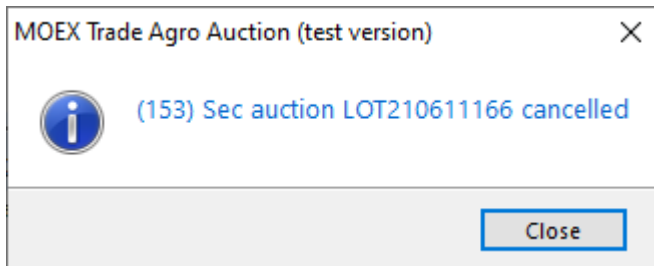 MOEX Trade Agro Auction (test version)
(153) Sec auction LOT210611166 cancelled
Close